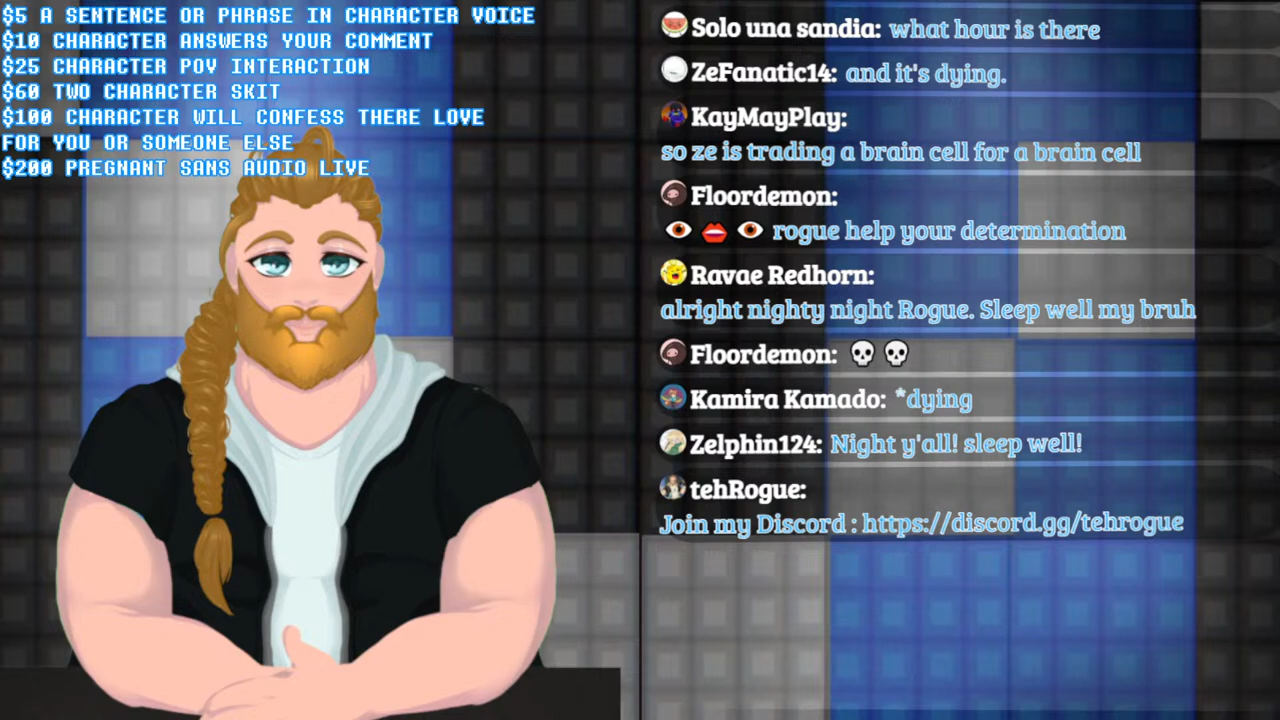 $5 A SENTENCE OR PHRASE IN CHARACTER VOICE
$10 CHARACTER ANSWERS YOUR COMMENT
$25 CHARACTER POV INTERACTION
$60 TWO CHARACTER SKIT
$100 CHARACTER WILL CONFESS THERE LOVE
FOR YOU OR SOMEONE ELSE
$200 PREGNANT SANS AUDIO LIVE
Solo una sandia: what hour is there
ZeFanatic14: and it's dying.
KayMayPlay:
so ze is trading a brain cell for a brain cell
Floordemon:
👁️ 👄 👁️ rogue help your determination
Ravae Redhorn:
alright nighty night Rogue. Sleep well my bruh
Floordemon: 💀 💀
Kamira Kamado: *dying
Zelphin124: Night y'all! sleep well!
tehRogue:
Join my Discord : https://discord.gg/tehrogue